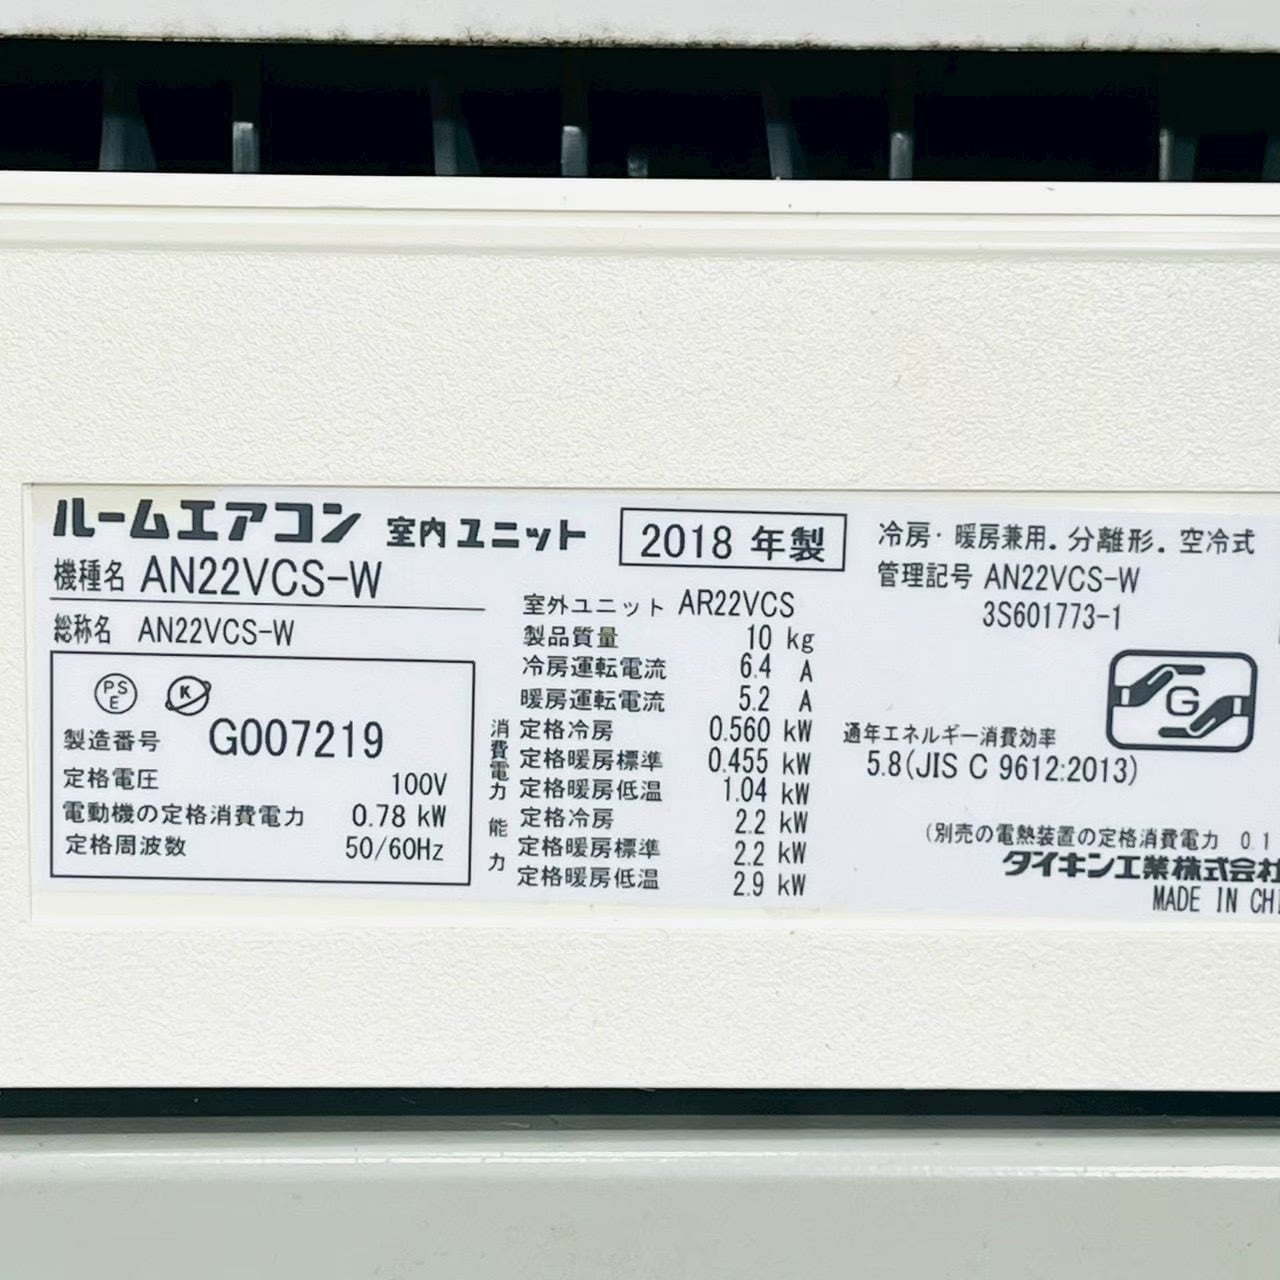 ルームエアコン 室内ユニット
2018 年製
機種名 AN22VCS-W
総称名 AN22VCS-W
PS
E
K
製造番号 G007219
定格電圧 100V
電動機の定格消費電力 0.78 kW
定格周波数 50/60Hz
室外ユニット AR22VCS
製品質量 10 kg
冷房運転電流 6.4 A
暖房運転電流 5.2 A
消費電力
定格冷房 0.560 kW
定格暖房標準 0.455 kW
定格暖房低温 1.04 kW
能力
定格冷房 2.2 kW
定格暖房標準 2.2 kW
定格暖房低温 2.9 kW
冷房・暖房兼用. 分離形. 空冷式
管理記号 AN22VCS-W
3S601773-1
G
通年エネルギー消費効率
5.8(JIS C 9612:2013)
(別売の電熱装置の定格消費電力 0.1
ダイキン工業株式会社
MADE IN CHI